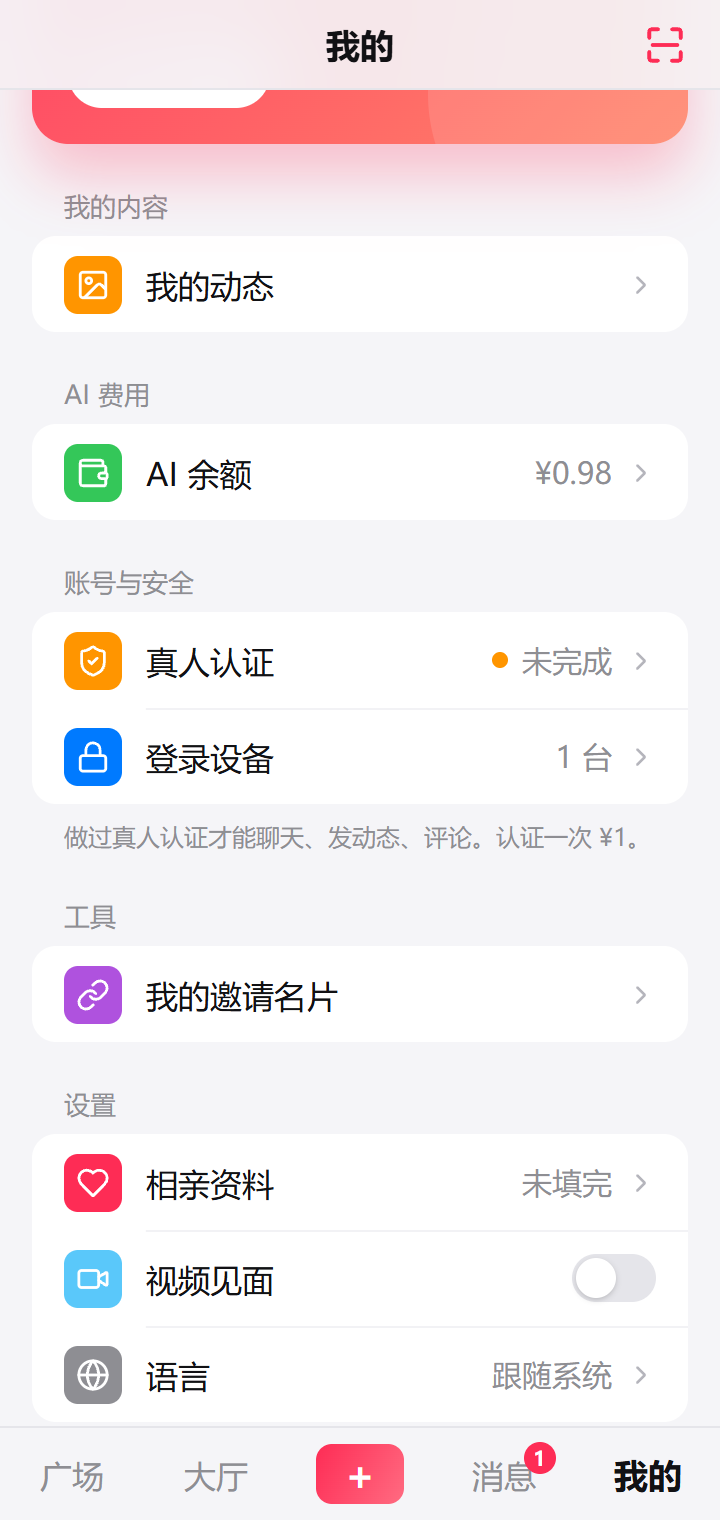 我的
我的内容
我的动态
AI 费用
AI 余额 ¥0.98
账号与安全
真人认证 未完成
登录设备 1 台
做过真人认证才能聊天、发动态、评论。认证一次 ¥1。
工具
我的邀请名片
设置
相亲资料 未填完
视频见面
语言 跟随系统
广场 大厅 + 消息 1 我的